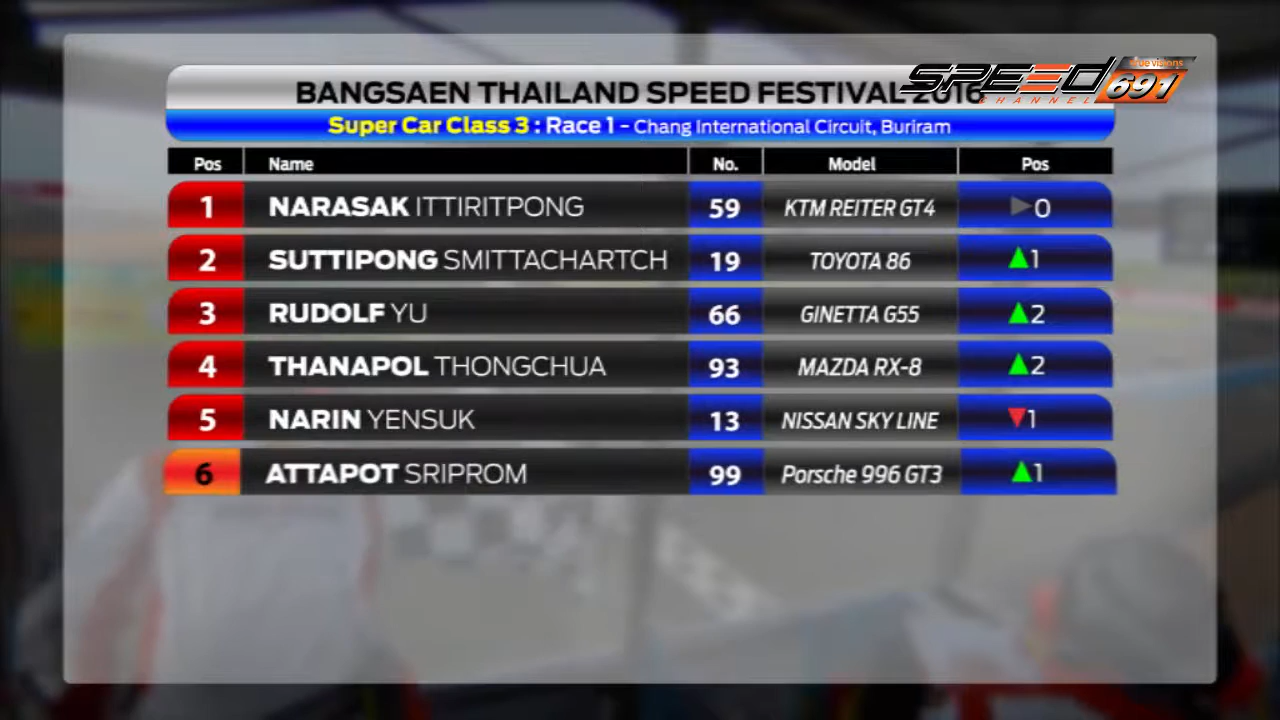 BANGSAEN THAILAND SPEED FESTIVAL 2016
true visions
SPEED
CHANNEL
691
Super Car Class 3 : Race 1 - Chang International Circuit, Buriram
Pos Name No. Model Pos
1 NARASAK ITTIRITPONG 59 KTM REITER GT4 ▶0
2 SUTTIPONG SMITTACHARTCH 19 TOYOTA 86 ▲1
3 RUDOLF YU 66 GINETTA G55 ▲2
4 THANAPOL THONGCHUA 93 MAZDA RX-8 ▲2
5 NARIN YENSUK 13 NISSAN SKY LINE ▼1
6 ATTAPOT SRIPROM 99 Porsche 996 GT3 ▲1